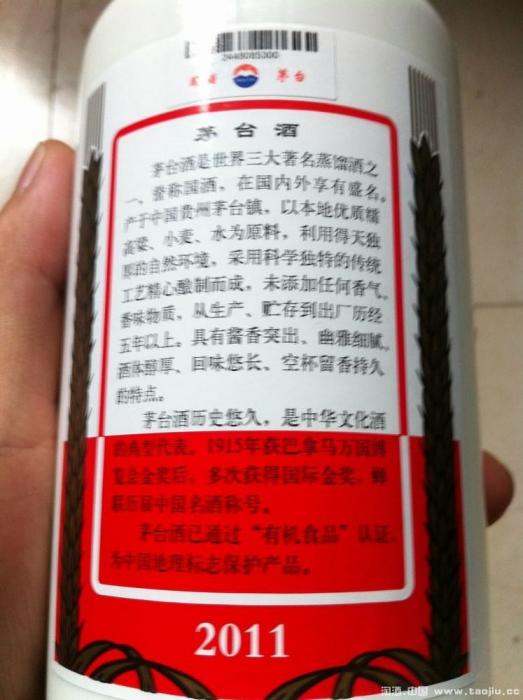 2448085300
茅台
茅台酒
茅台酒是世界三大著名蒸馏酒之
一，誉称国酒，在国内外享有盛名。
产于中国贵州茅台镇，以本地优质糯
高粱、小麦、水为原料，利用得天独
厚的自然环境，采用科学独特的传统
工艺精心酿制而成，未添加任何香气、
香味物质，从生产、贮存到出厂历经
五年以上。具有酱香突出、幽雅细腻、
酒体醇厚、回味悠长、空杯留香持久
的特点。
茅台酒历史悠久，是中华文化酒
的典型代表。1915年获巴拿马万国博
览会金奖后，多次获得国际金奖，蝉
联历届中国名酒称号。
茅台酒已通过“有机食品”认证，
为中国地理标志保护产品。
2011
淘酒.中国 www.taojiu.cc